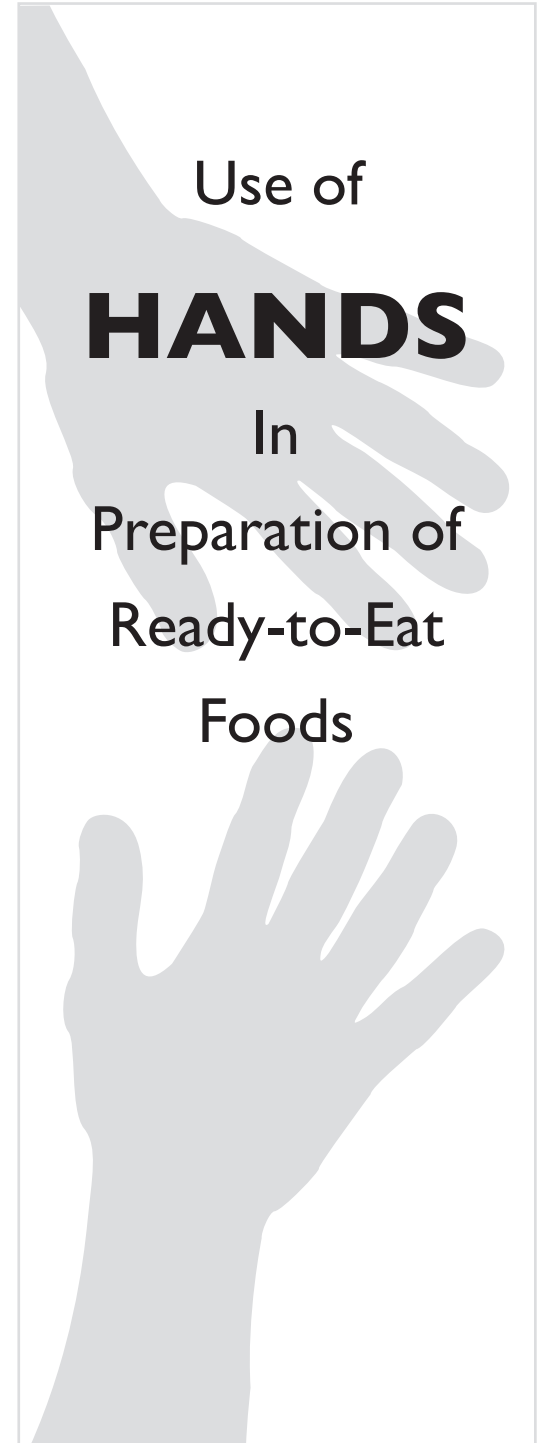 Use of
HANDS
In
Preparation of
Ready-to-Eat
Foods